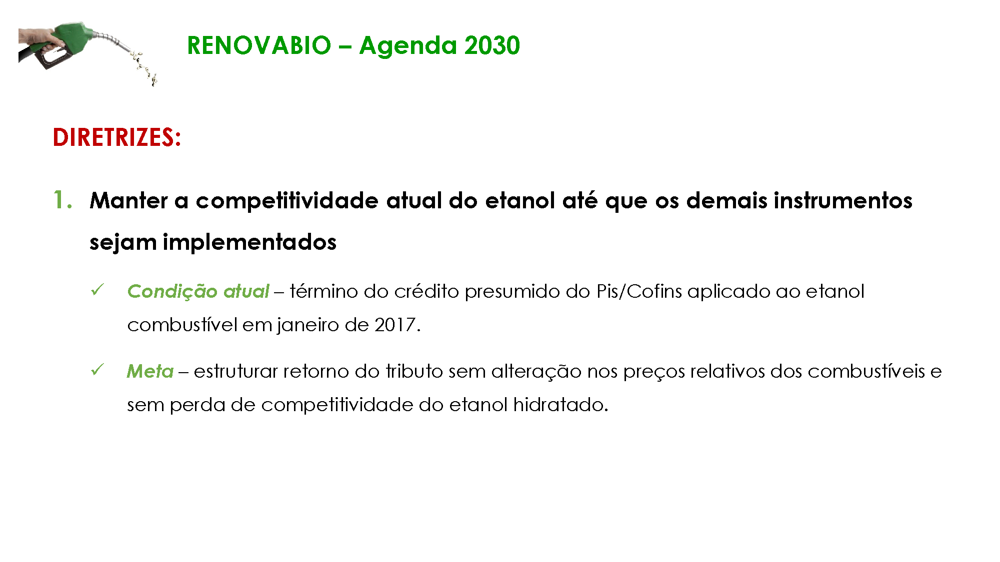 RENOVABIO – Agenda 2030
DIRETRIZES:
1. Manter a competitividade atual do etanol até que os demais instrumentos
sejam implementados
✓ Condição atual – término do crédito presumido do Pis/Cofins aplicado ao etanol
combustível em janeiro de 2017.
✓ Meta – estruturar retorno do tributo sem alteração nos preços relativos dos combustíveis e
sem perda de competitividade do etanol hidratado.